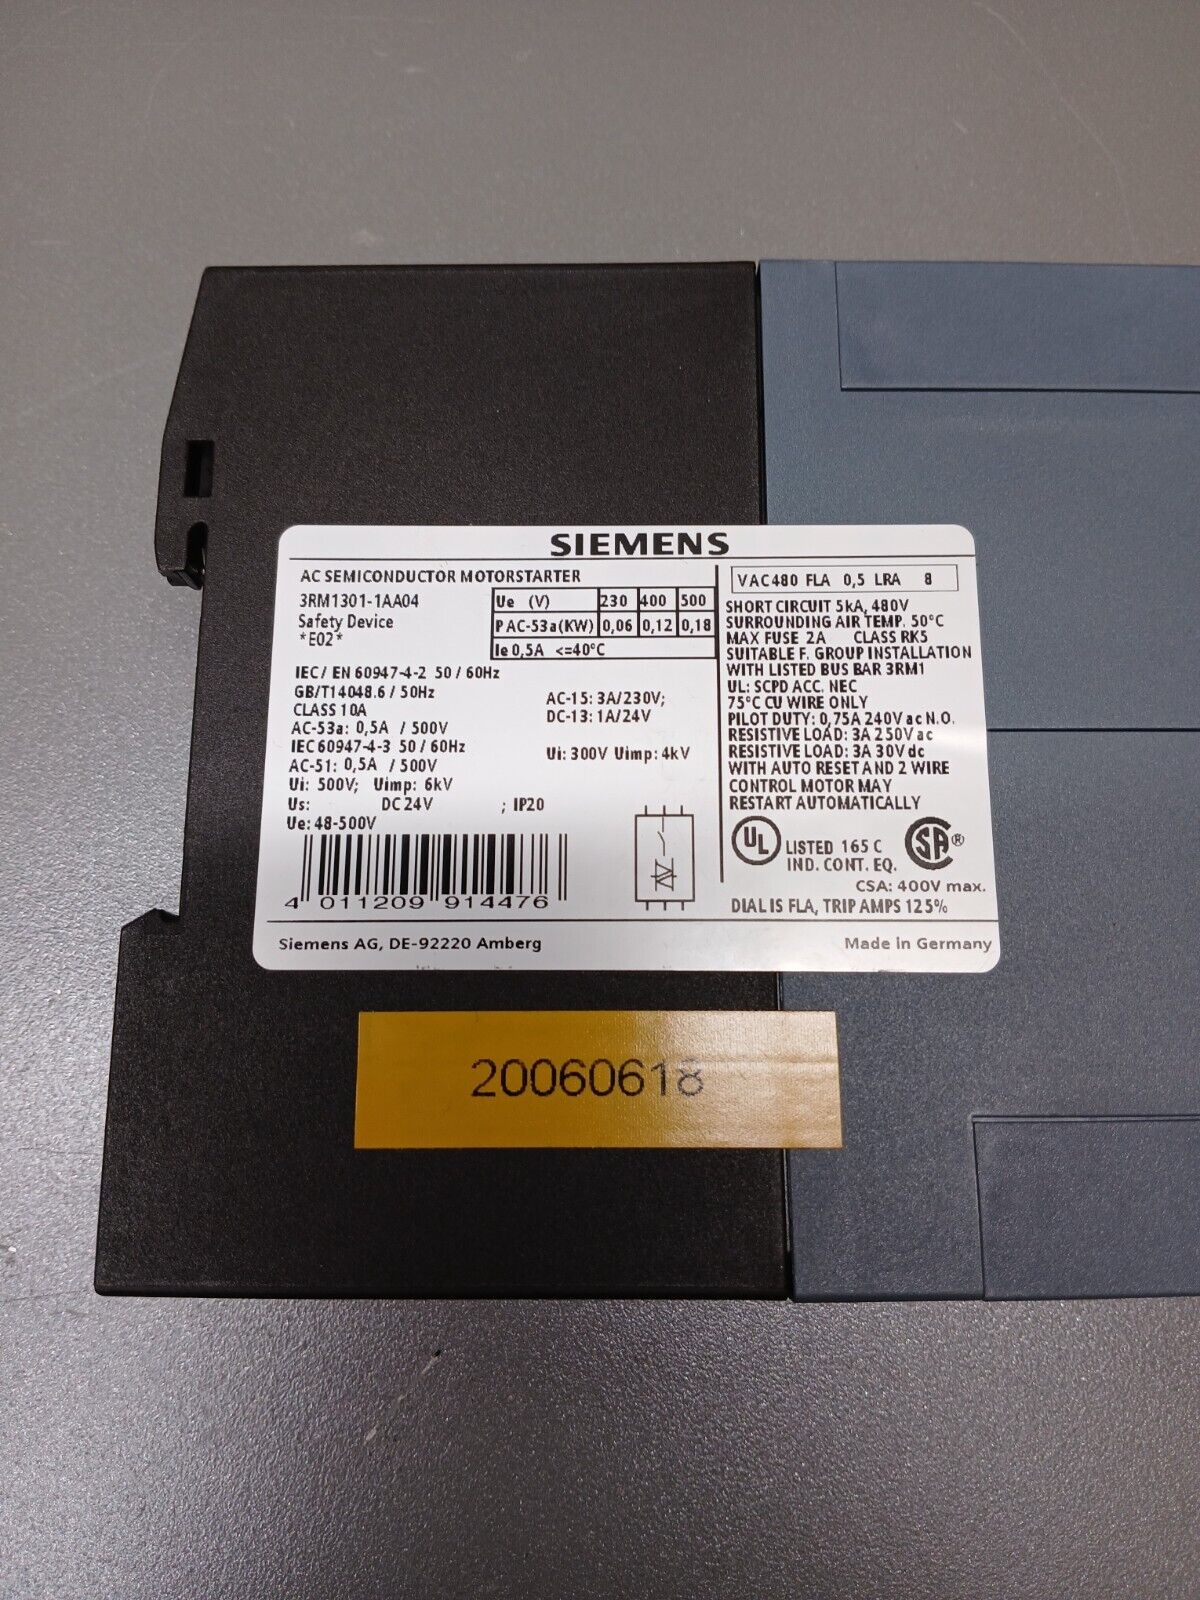 SIEMENS
AC SEMICONDUCTOR MOTORSTARTER
3RM1301-1AA04
Safety Device
*E02*
Ue (V) 230 400 500
P AC-53a(KW) 0,06 0,12 0,18
Ie 0,5A <=40°C
IEC/ EN 60947-4-2 50 / 60Hz
GB/T14048.6 / 50Hz
CLASS 10A
AC-53a: 0,5A / 500V
IEC 60947-4-3 50 / 60Hz
AC-51: 0,5A / 500V
Ui: 500V; Uimp: 6kV
Us: DC 24V ; IP20
Ue: 48-500V
AC-15: 3A/230V;
DC-13: 1A/24V
Ui: 300V Uimp: 4kV
4 011209 914476
VAC480 FLA 0,5 LRA 8
SHORT CIRCUIT 5kA, 480V
SURROUNDING AIR TEMP. 50°C
MAX FUSE 2A CLASS RK5
SUITABLE F. GROUP INSTALLATION
WITH LISTED BUS BAR 3RM1
UL: SCPD ACC. NEC
75°C CU WIRE ONLY
PILOT DUTY: 0,75A 240V ac N.O.
RESISTIVE LOAD: 3A 250V ac
RESISTIVE LOAD: 3A 30V dc
WITH AUTO RESET AND 2 WIRE
CONTROL MOTOR MAY
RESTART AUTOMATICALLY
UL LISTED 165 C
IND. CONT. EQ.
SA ®
CSA: 400V max.
DIAL IS FLA, TRIP AMPS 125%
Siemens AG, DE-92220 Amberg
Made in Germany
20060618